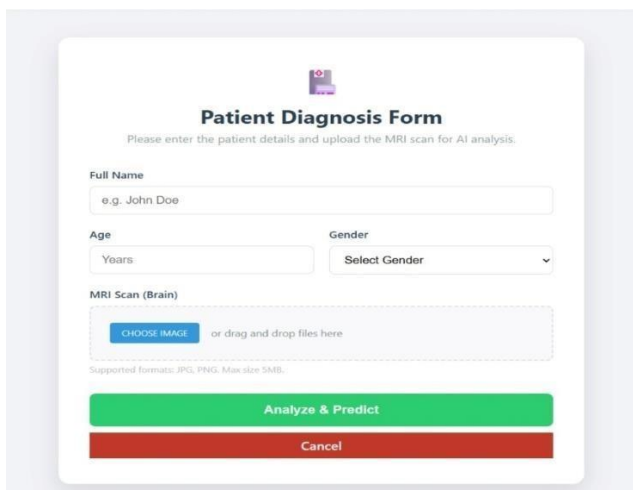 Patient Diagnosis Form
Please enter the patient details and upload the MRI scan for AI analysis.
Full Name
e.g. John Doe
Age
Gender
Years
Select Gender
MRI Scan (Brain)
CHOOSE IMAGE or drag and drop files here
Supported formats: JPG, PNG. Max size 5MB.
Analyze & Predict
Cancel